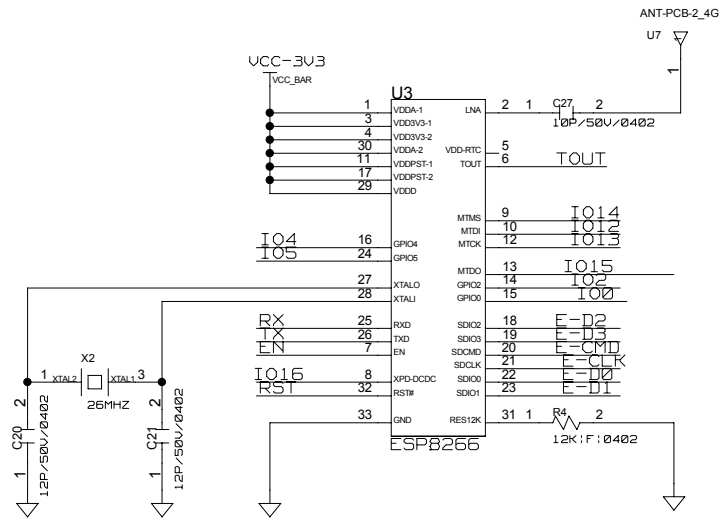 ANT-PCB-2_4G
U7
1
VCC-3V3
VCC_BAR
U3
1 VDDA-1 LNA 2 1 C27 2
10P/50V/0402
3 VDD3V3-1
4 VDD3V3-2
30 VDDA-2 VDD-RTC 5
11 VDDPST-1 TOUT 6 TOUT
17 VDDPST-2
29 VDDD
MTMS 9 IO14
MTDI 10 IO12
IO4 16 GPIO4 MTCK 12 IO13
IO5 24 GPIO5
MTDO 13 IO15
27 XTALO GPIO2 14 IO2
28 XTALI GPIO0 15 IO0
RX 25 RXD SDIO2 18 E-D2
TX 26 TXD SDIO3 19 E-D3
EN 7 EN SDCMD 20 E-CMD
SDCLK 21 E-CLK
IO16 8 XPD-DCDC SDIO0 22 E-D0
RST 32 RST# SDIO1 23 E-D1
X2
1 XTAL2 XTAL1 3
26MHZ
33 GND RES12K 31 1 R4 2
12K|F|0402
ESP8266
2 C20 1 12P/50V/0402
2 C21 1 12P/50V/0402